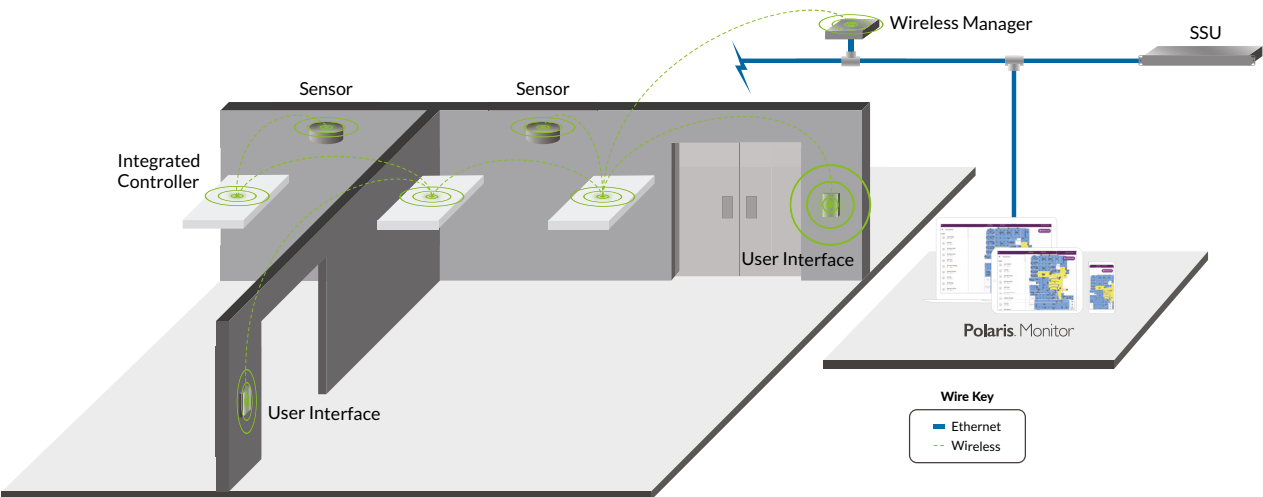 Wireless Manager
SSU
Sensor
Sensor
Integrated
Controller
User Interface
User Interface
Polaris. Monitor
Wire Key
Ethernet
Wireless